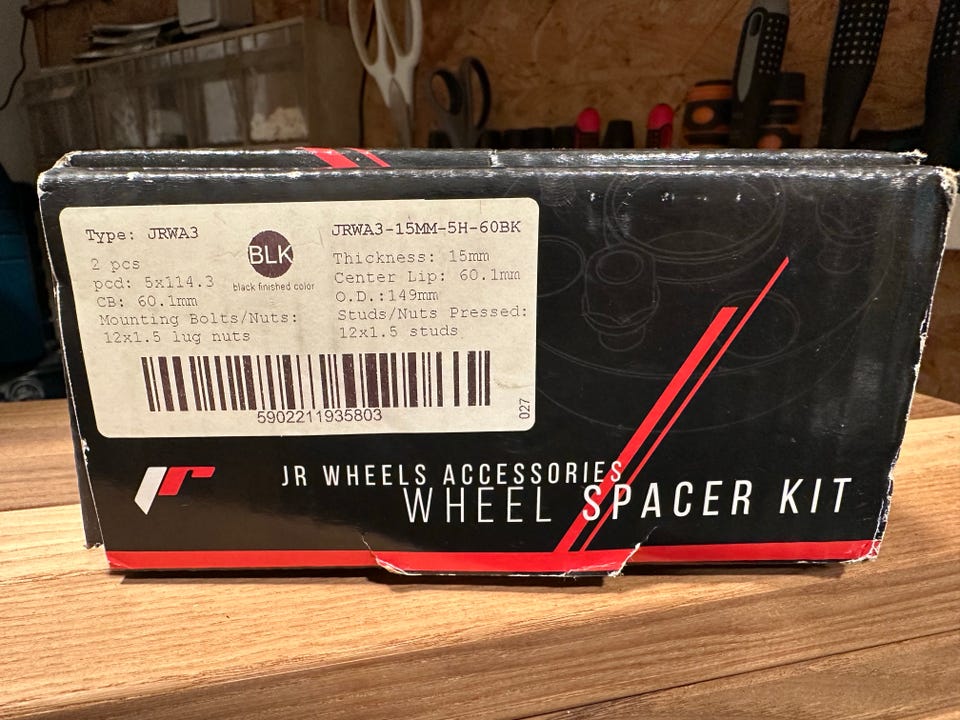 Type: JRWA3
2 pcs
pcd: 5x114.3
CB: 60.1mm
Mounting Bolts/Nuts:
12x1.5 lug nuts
BLK
black finished color
JRWA3-15MM-5H-60BK
Thickness: 15mm
Center Lip: 60.1mm
O.D.:149mm
Studs/Nuts Pressed:
12x1.5 studs
5902211935803
027
jr
JR WHEELS ACCESSORIES
WHEEL SPACER KIT